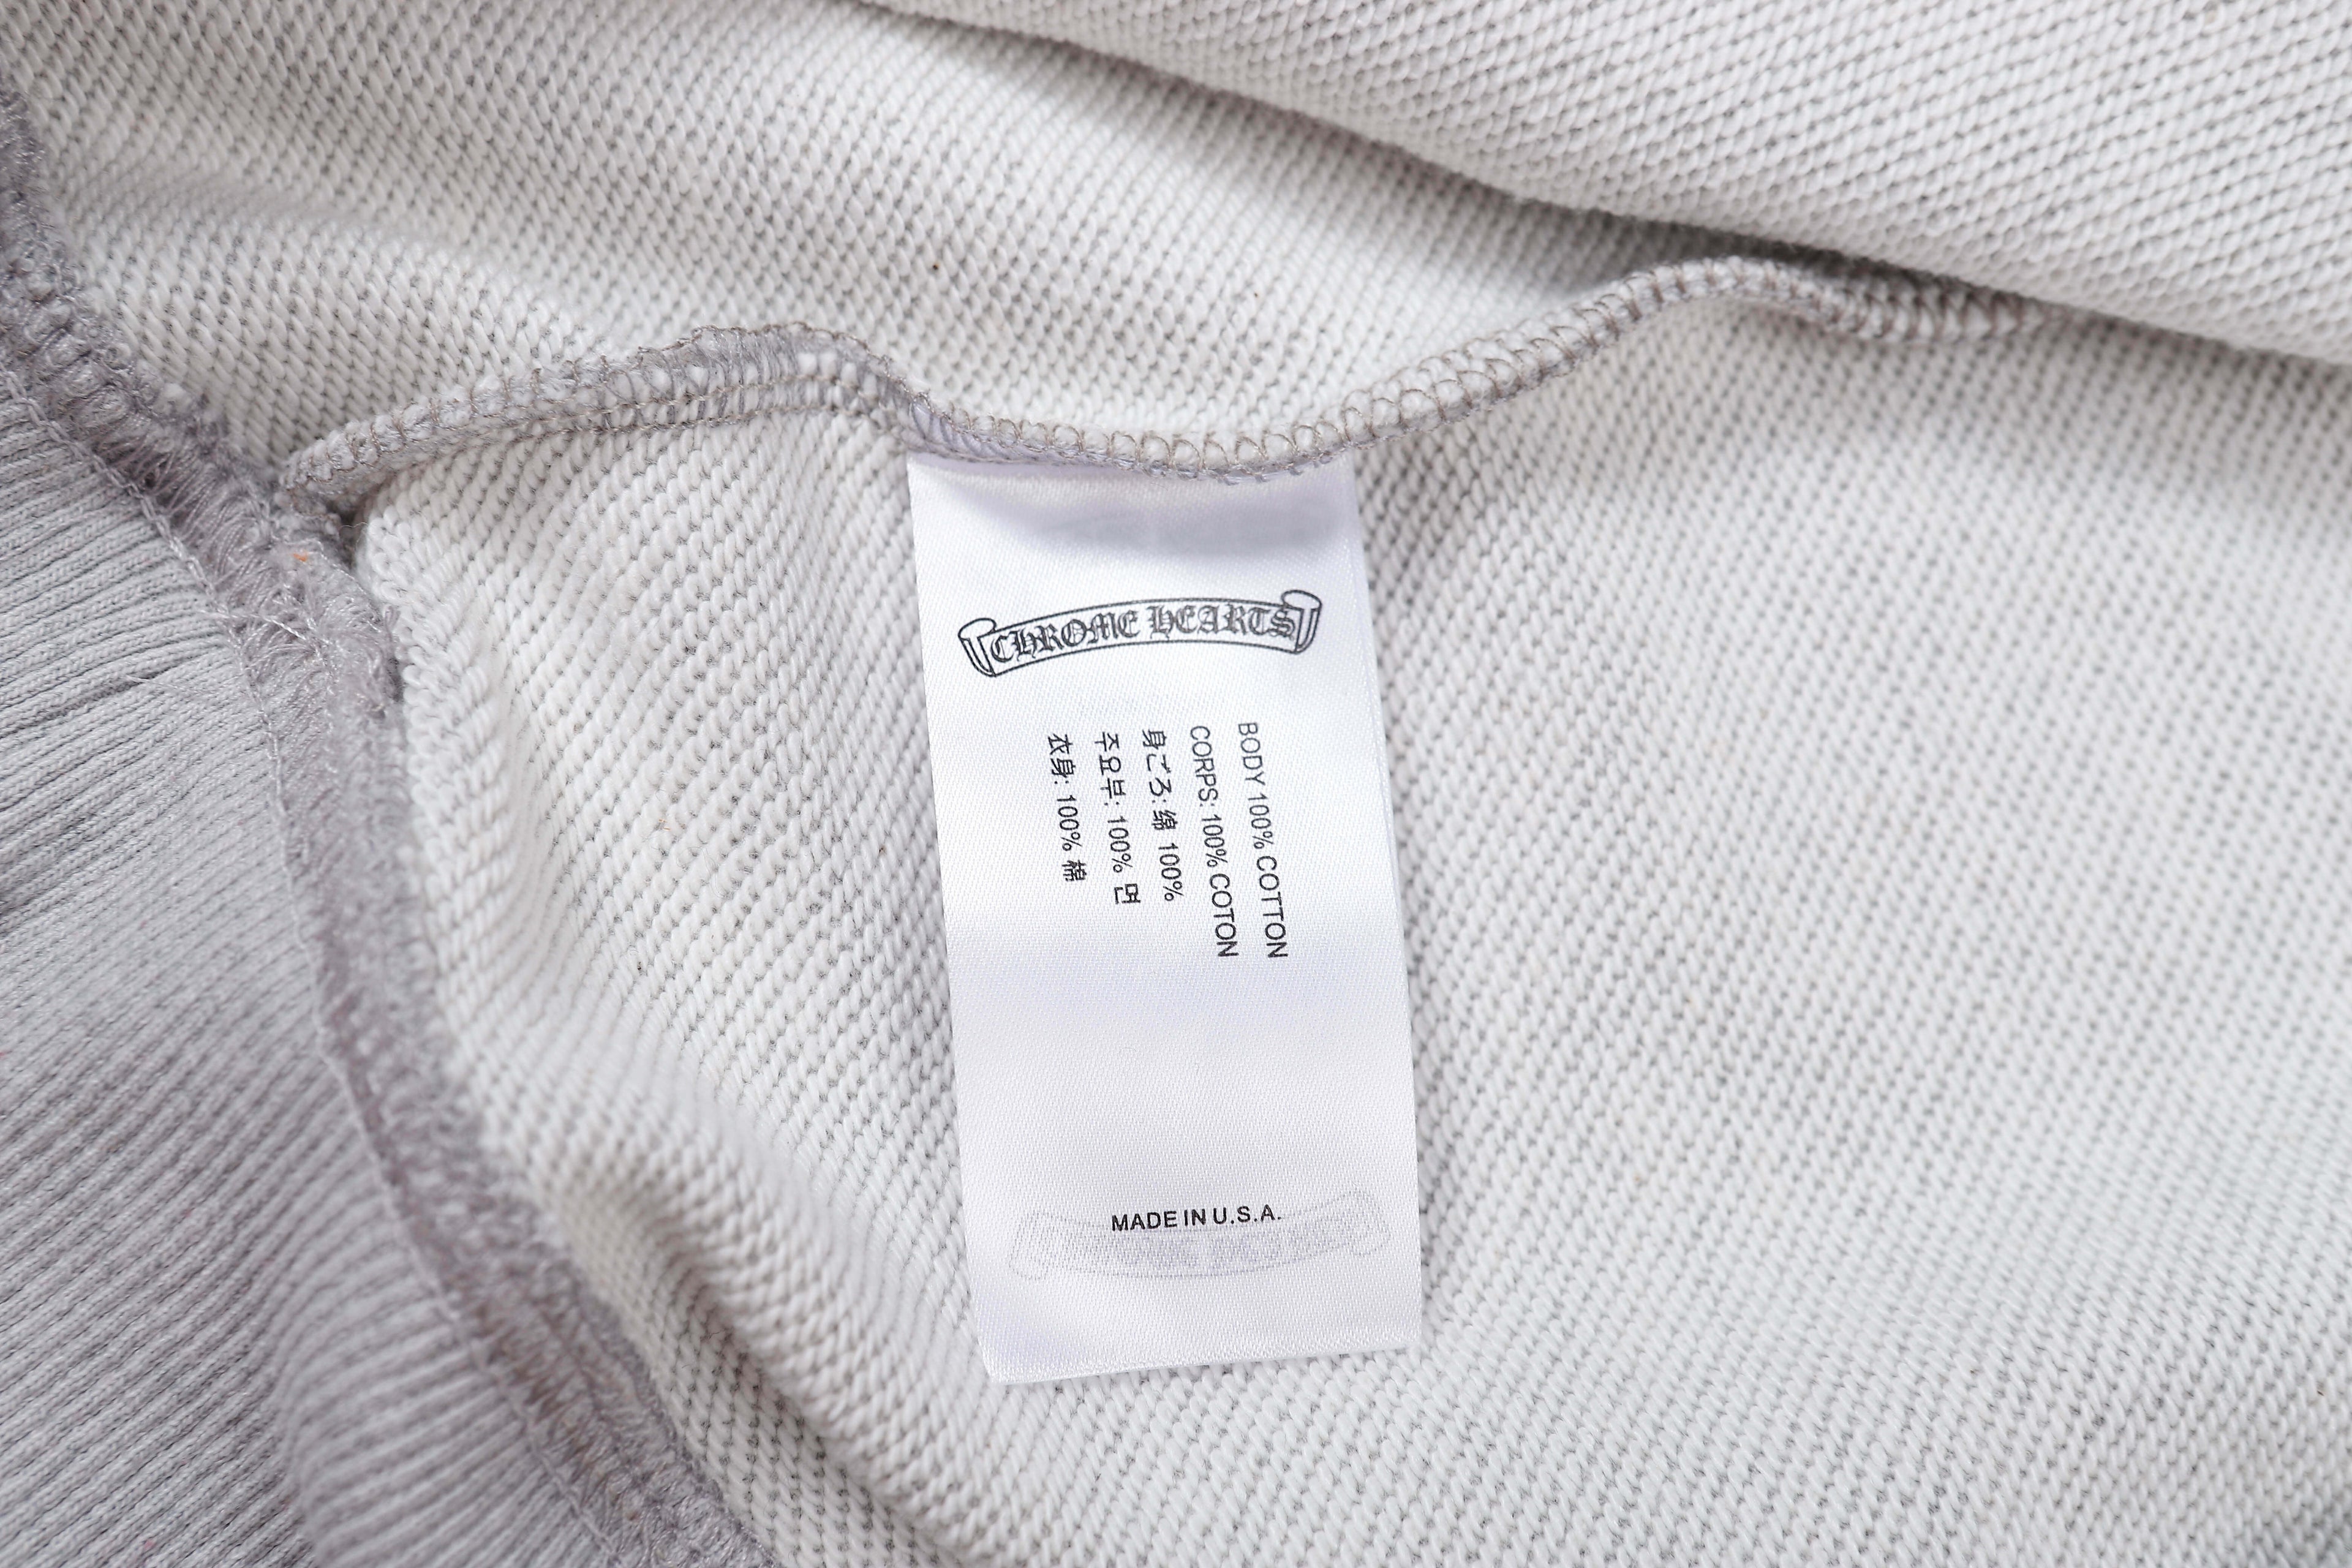 CHROME HEARTS
BODY 100% COTTON
CORPS: 100% COTON
身ごろ: 绵 100%
주요부: 100% 면
衣身: 100% 棉
MADE IN U.S.A.